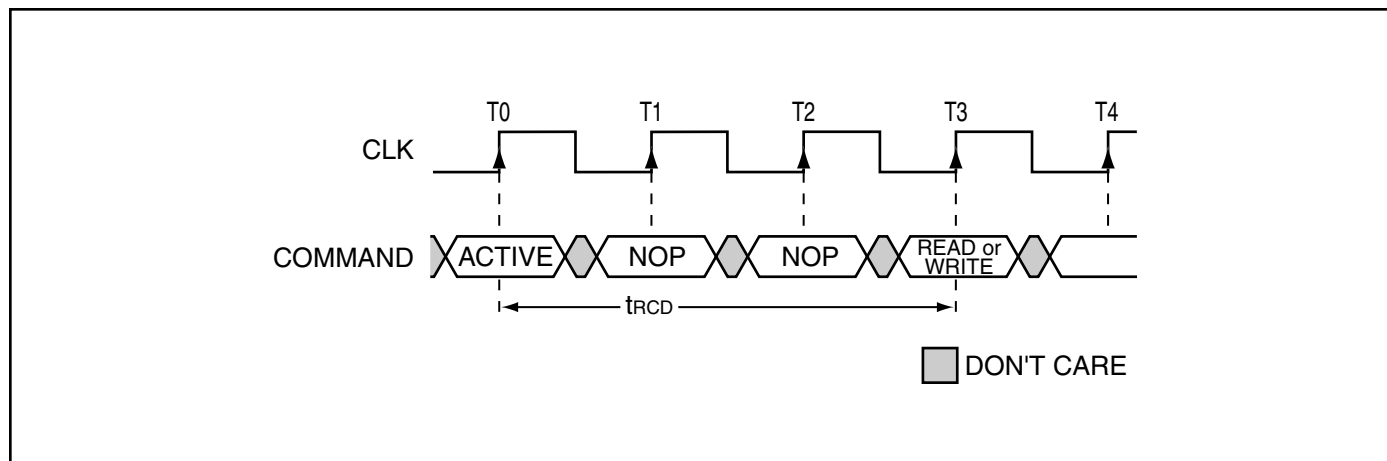 T0 T1 T2 T3 T4
CLK
COMMAND ACTIVE NOP NOP READ or
WRITE
tRCD
DON'T CARE